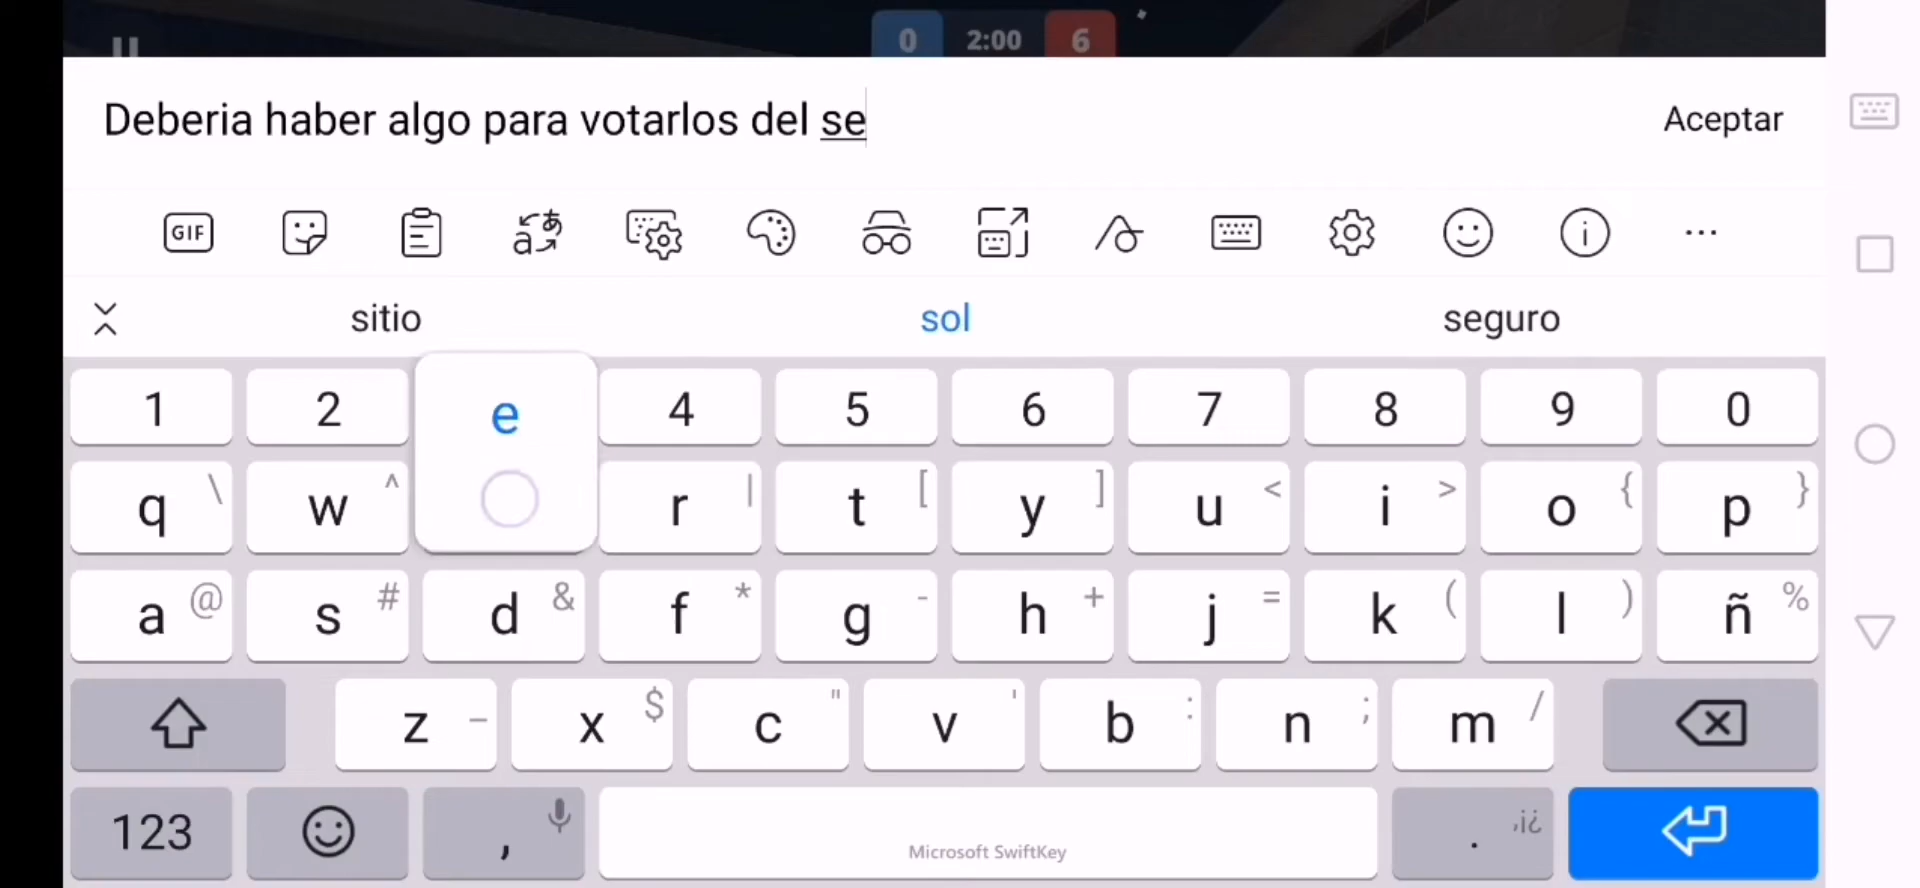 0 2:00 6
Deberia haber algo para votarlos del se
Aceptar
GIF
sitio sol seguro
1 2 e 4 5 6 7 8 9 0
q \ w ^ r | t [ y ] u < i > o { p }
a @ s # d & f * g - h + j = k ( l ) ñ %
z _ x $ c " v ' b : n ; m /
123 , Microsoft SwiftKey . ,¡¿